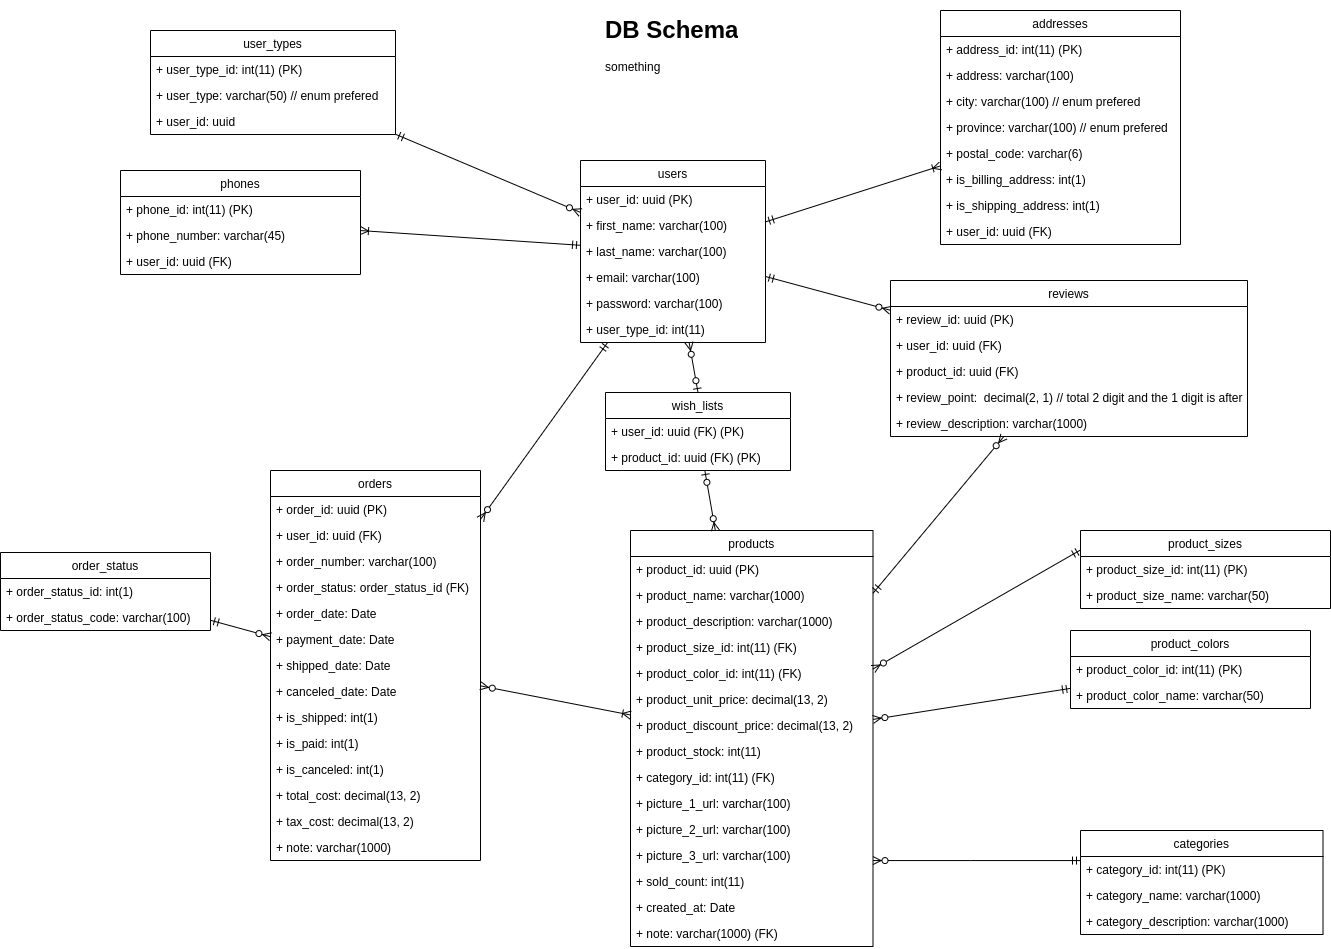 DB Schema
something
user_types
+ user_type_id: int(11) (PK)
+ user_type: varchar(50) // enum prefered
+ user_id: uuid
phones
+ phone_id: int(11) (PK)
+ phone_number: varchar(45)
+ user_id: uuid (FK)
users
+ user_id: uuid (PK)
+ first_name: varchar(100)
+ last_name: varchar(100)
+ email: varchar(100)
+ password: varchar(100)
+ user_type_id: int(11)
addresses
+ address_id: int(11) (PK)
+ address: varchar(100)
+ city: varchar(100) // enum prefered
+ province: varchar(100) // enum prefered
+ postal_code: varchar(6)
+ is_billing_address: int(1)
+ is_shipping_address: int(1)
+ user_id: uuid (FK)
reviews
+ review_id: uuid (PK)
+ user_id: uuid (FK)
+ product_id: uuid (FK)
+ review_point:  decimal(2, 1) // total 2 digit and the 1 digit is after
+ review_description: varchar(1000)
wish_lists
+ user_id: uuid (FK) (PK)
+ product_id: uuid (FK) (PK)
orders
+ order_id: uuid (PK)
+ user_id: uuid (FK)
+ order_number: varchar(100)
+ order_status: order_status_id (FK)
+ order_date: Date
+ payment_date: Date
+ shipped_date: Date
+ canceled_date: Date
+ is_shipped: int(1)
+ is_paid: int(1)
+ is_canceled: int(1)
+ total_cost: decimal(13, 2)
+ tax_cost: decimal(13, 2)
+ note: varchar(1000)
order_status
+ order_status_id: int(1)
+ order_status_code: varchar(100)
products
+ product_id: uuid (PK)
+ product_name: varchar(1000)
+ product_description: varchar(1000)
+ product_size_id: int(11) (FK)
+ product_color_id: int(11) (FK)
+ product_unit_price: decimal(13, 2)
+ product_discount_price: decimal(13, 2)
+ product_stock: int(11)
+ category_id: int(11) (FK)
+ picture_1_url: varchar(100)
+ picture_2_url: varchar(100)
+ picture_3_url: varchar(100)
+ sold_count: int(11)
+ created_at: Date
+ note: varchar(1000) (FK)
product_sizes
+ product_size_id: int(11) (PK)
+ product_size_name: varchar(50)
product_colors
+ product_color_id: int(11) (PK)
+ product_color_name: varchar(50)
categories
+ category_id: int(11) (PK)
+ category_name: varchar(1000)
+ category_description: varchar(1000)